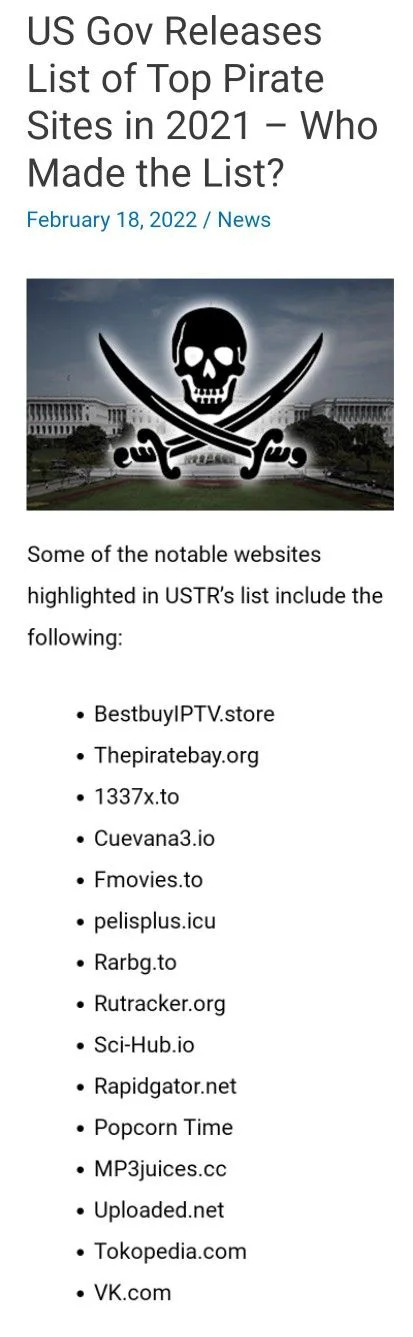 US Gov Releases
List of Top Pirate
Sites in 2021 – Who
Made the List?
February 18, 2022 / News
Some of the notable websites
highlighted in USTR's list include the
following:
• BestbuyIPTV.store
• Thepiratebay.org
• 1337x.to
• Cuevana3.io
• Fmovies.to
• pelisplus.icu
• Rarbg.to
• Rutracker.org
• Sci-Hub.io
• Rapidgator.net
• Popcorn Time
• MP3juices.cc
• Uploaded.net
• Tokopedia.com
• VK.com